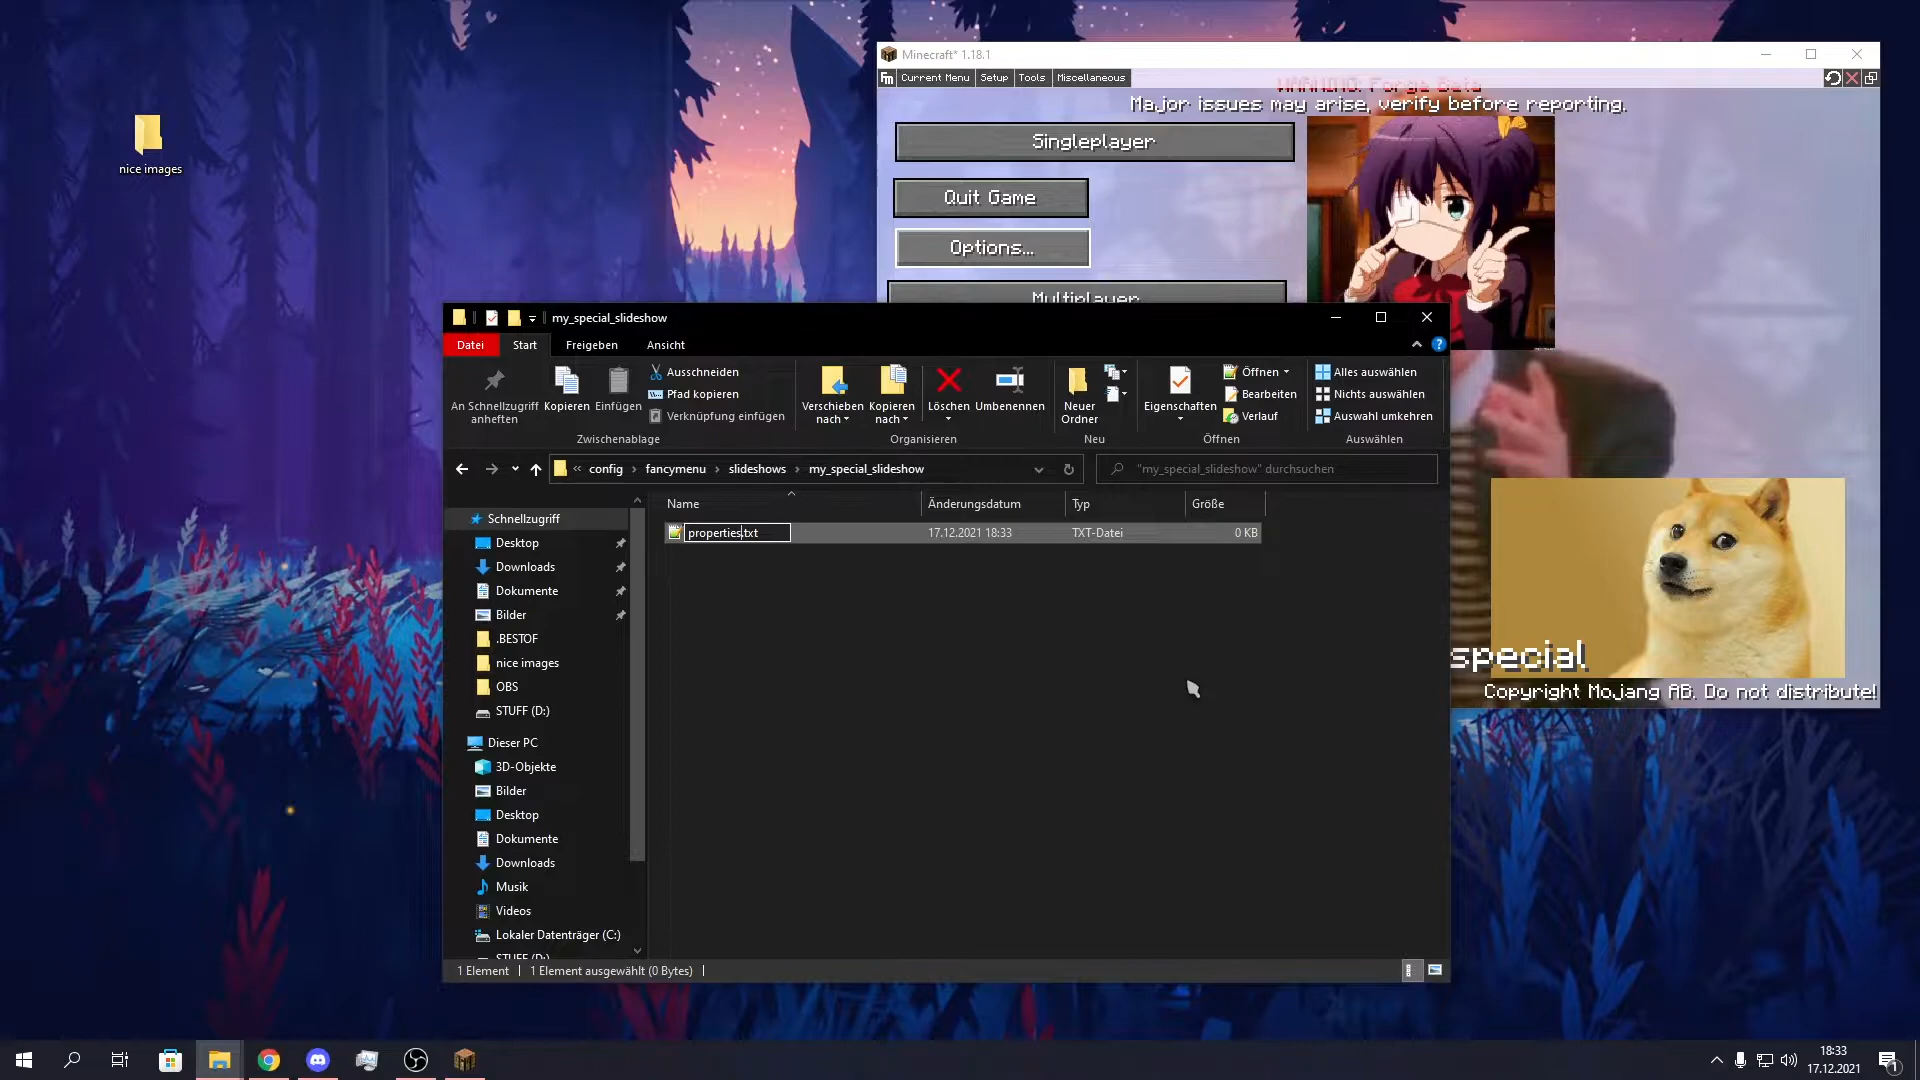 nice images
Minecraft* 1.18.1
Fm Current Menu Setup Tools Miscellaneous
WARNING: Forge Beta
Major issues may arise, verify before reporting.
Singleplayer
Quit Game
Options...
Multiplayer
special
Copyright Mojang AB. Do not distribute!
my_special_slideshow
Datei Start Freigeben Ansicht
An Schnellzugriff anheften
Kopieren
Einfügen
Ausschneiden
Pfad kopieren
Verknüpfung einfügen
Zwischenablage
Verschieben nach
Kopieren nach
Löschen
Umbenennen
Organisieren
Neuer Ordner
Neu
Eigenschaften
Öffnen
Bearbeiten
Verlauf
Öffnen
Alles auswählen
Nichts auswählen
Auswahl umkehren
Auswählen
« config › fancymenu › slideshows › my_special_slideshow
"my_special_slideshow" durchsuchen
Name Änderungsdatum Typ Größe
properties.txt 17.12.2021 18:33 TXT-Datei 0 KB
Schnellzugriff
Desktop
Downloads
Dokumente
Bilder
.BESTOF
nice images
OBS
STUFF (D:)
Dieser PC
3D-Objekte
Bilder
Desktop
Dokumente
Downloads
Musik
Videos
Lokaler Datenträger (C:)
STUFF (D:)
1 Element | 1 Element ausgewählt (0 Bytes) |
18:33
17.12.2021
1